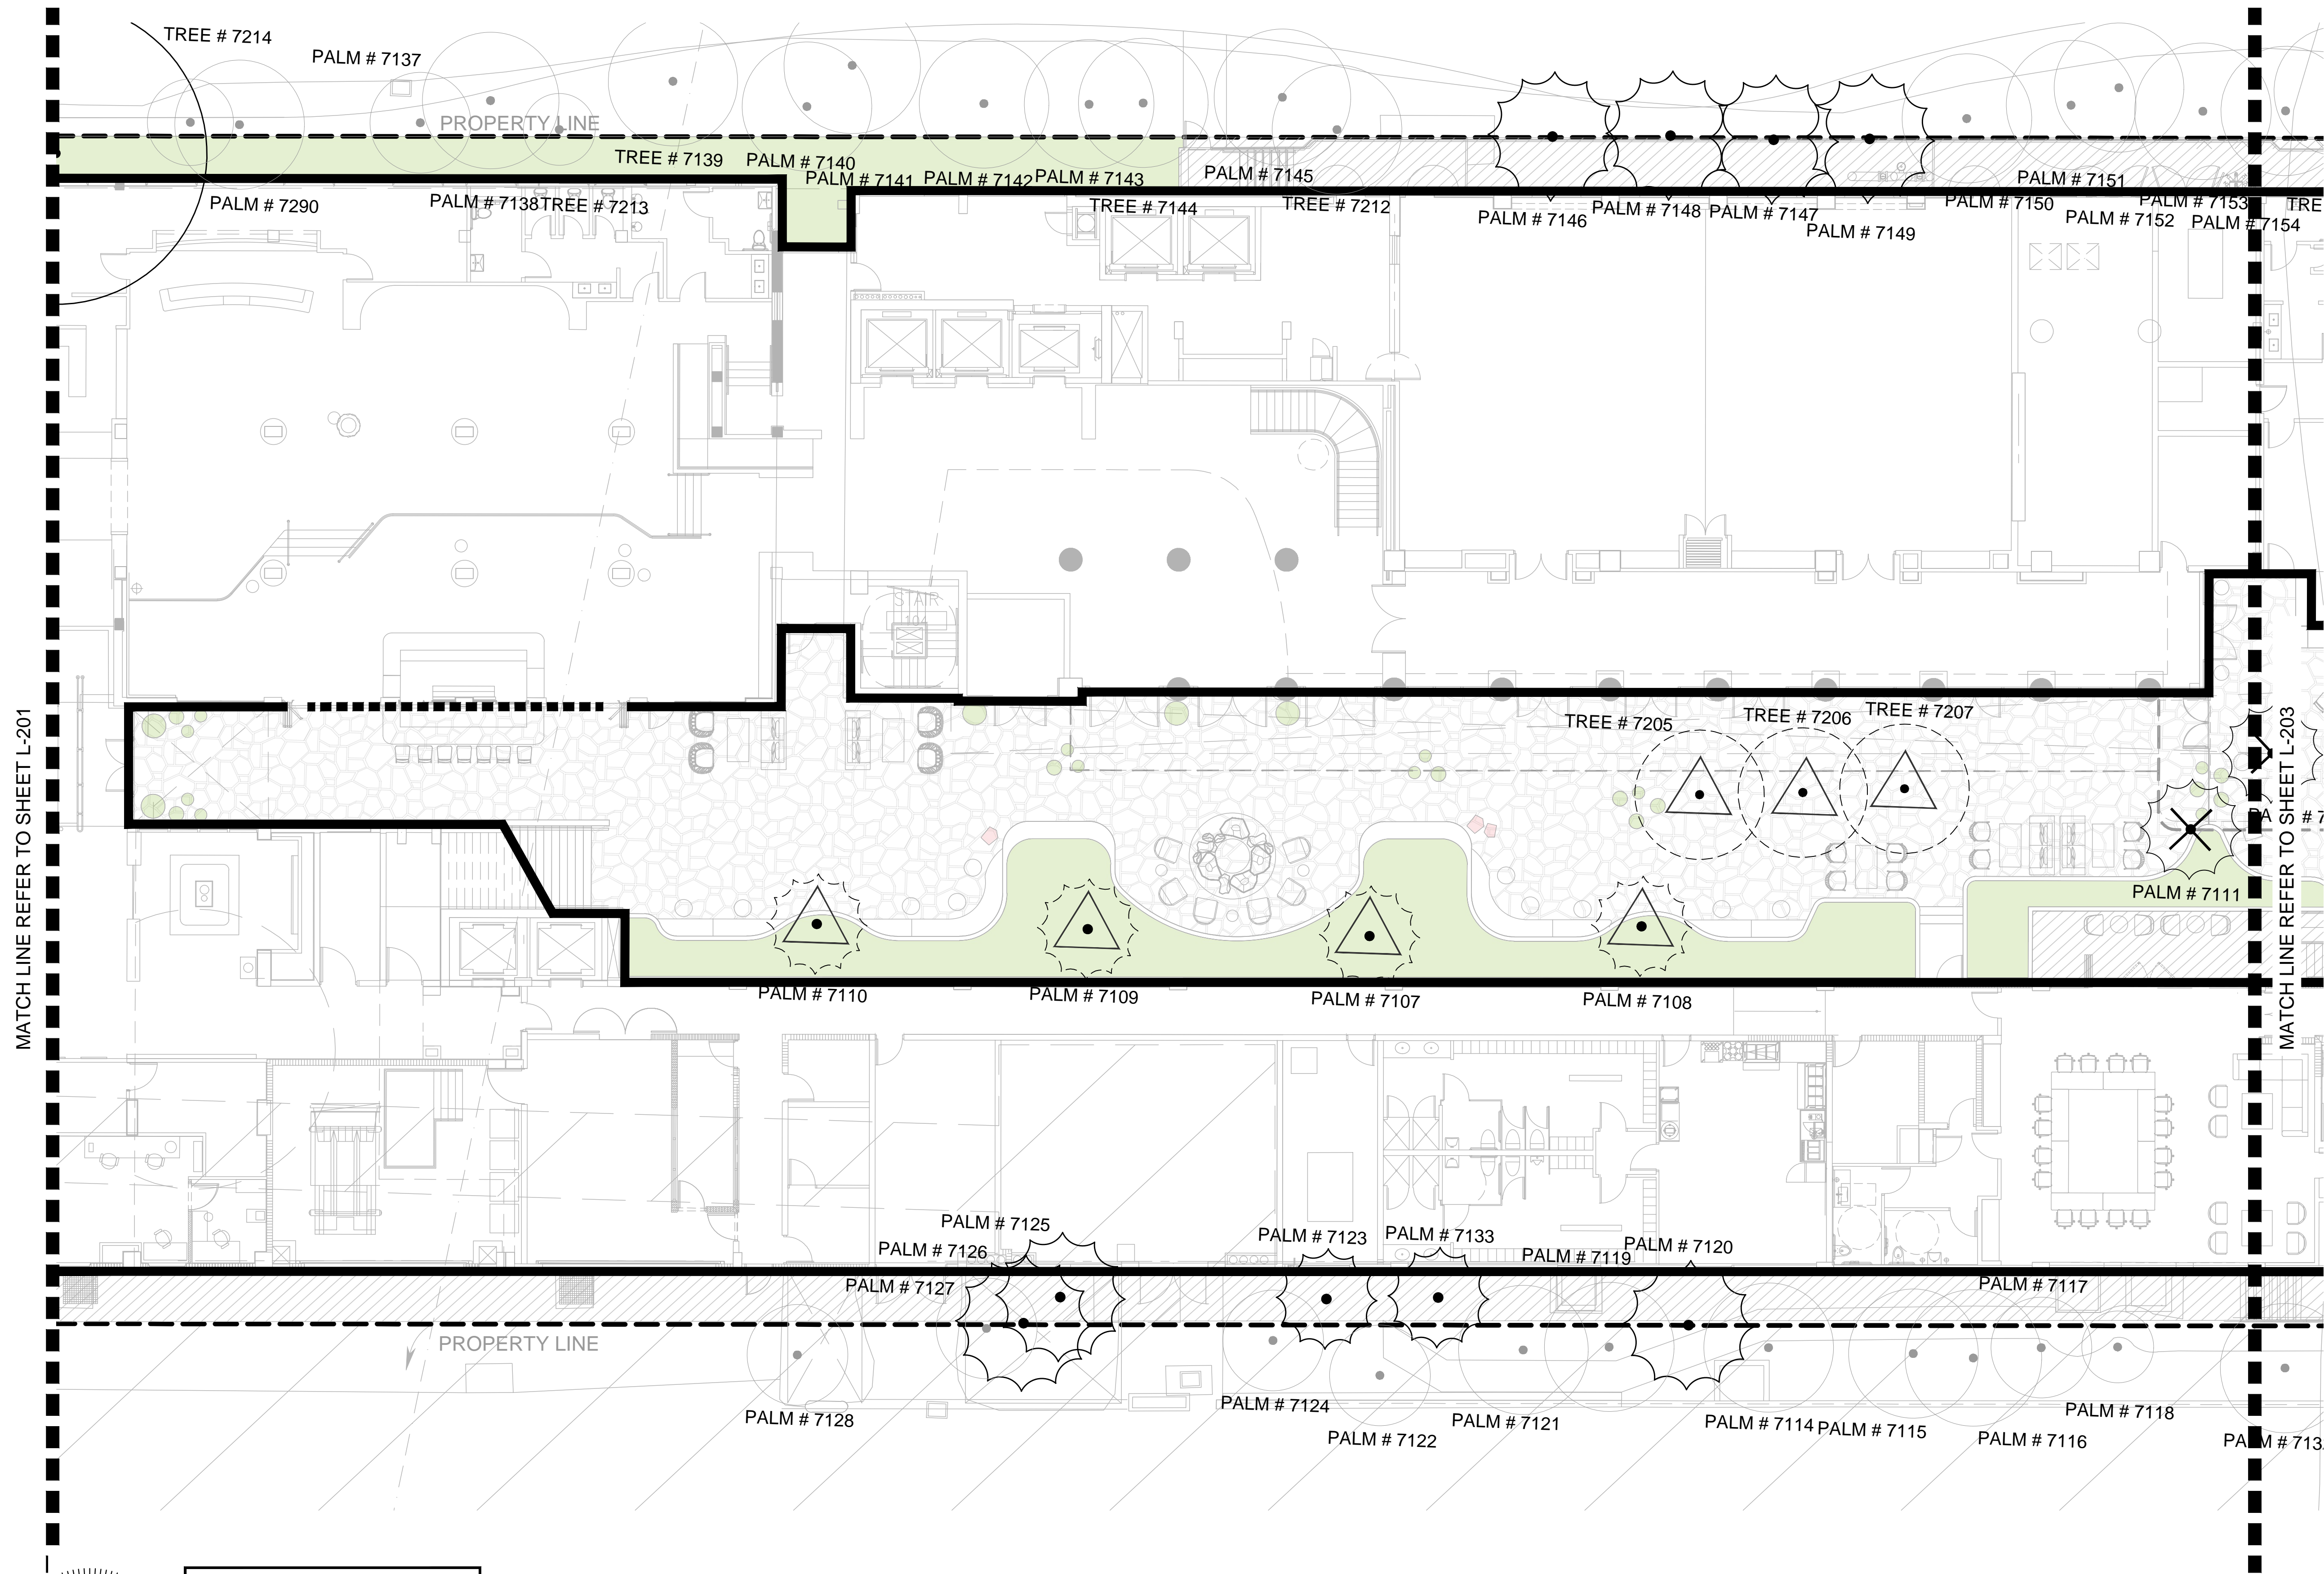 TREE # 7214
PALM # 7137
PROPERTY LINE
TREE # 7139
PALM # 7140
PALM # 7141
PALM # 7142
PALM # 7143
PALM # 7145
PALM # 7151
PALM # 7290
PALM # 7138
TREE # 7213
TREE # 7144
TREE # 7212
PALM # 7146
PALM # 7148
PALM # 7147
PALM # 7149
PALM # 7150
PALM # 7152
PALM # 7153
PALM # 7154
TRE
STAIR
MATCH LINE REFER TO SHEET L-201
TREE # 7205
TREE # 7206
TREE # 7207
MATCH LINE REFER TO SHEET L-203
PALM # 7111
PALM # 7110
PALM # 7109
PALM # 7107
PALM # 7108
PALM # 7125
PALM # 7126
PALM # 7127
PALM # 7123
PALM # 7133
PALM # 7119
PALM # 7120
PALM # 7117
PROPERTY LINE
PALM # 7128
PALM # 7124
PALM # 7122
PALM # 7121
PALM # 7114
PALM # 7115
PALM # 7118
PALM # 7116